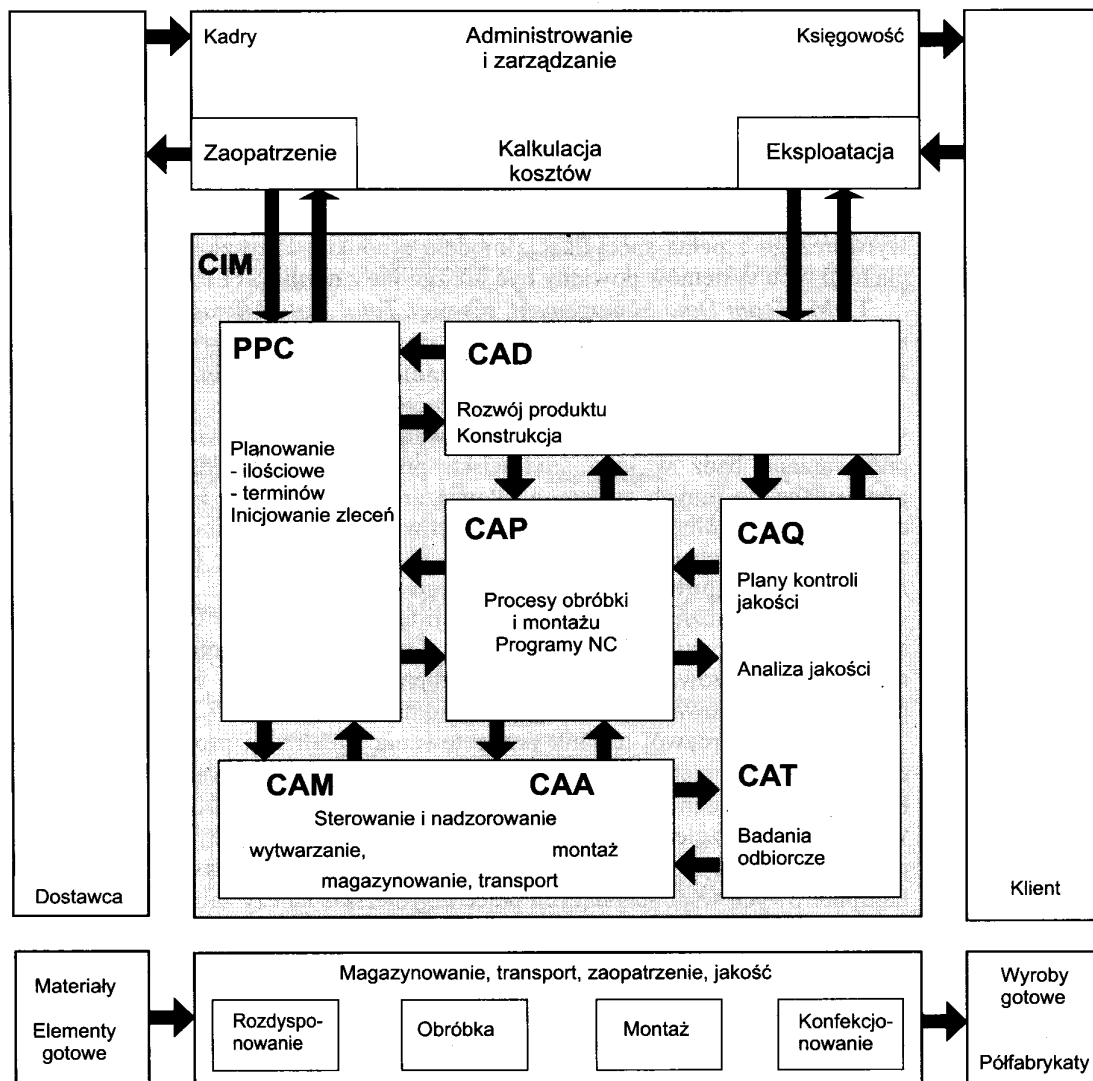 Kadry
Administrowanie
i zarządzanie
Księgowość
Zaopatrzenie
Kalkulacja
kosztów
Eksploatacja
CIM
PPC
Planowanie
- ilościowe
- terminów
Inicjowanie zleceń
CAD
Rozwój produktu
Konstrukcja
CAP
Procesy obróbki
i montażu
Programy NC
CAQ
Plany kontroli
jakości
Analiza jakości
CAM
CAA
Sterowanie i nadzorowanie
wytwarzanie,
montaż
magazynowanie, transport
CAT
Badania
odbiorcze
Dostawca
Klient
Materiały
Elementy
gotowe
Magazynowanie, transport, zaopatrzenie, jakość
Rozdyspo-
nowanie
Obróbka
Montaż
Konfekcjo-
nowanie
Wyroby
gotowe
Półfabrykaty